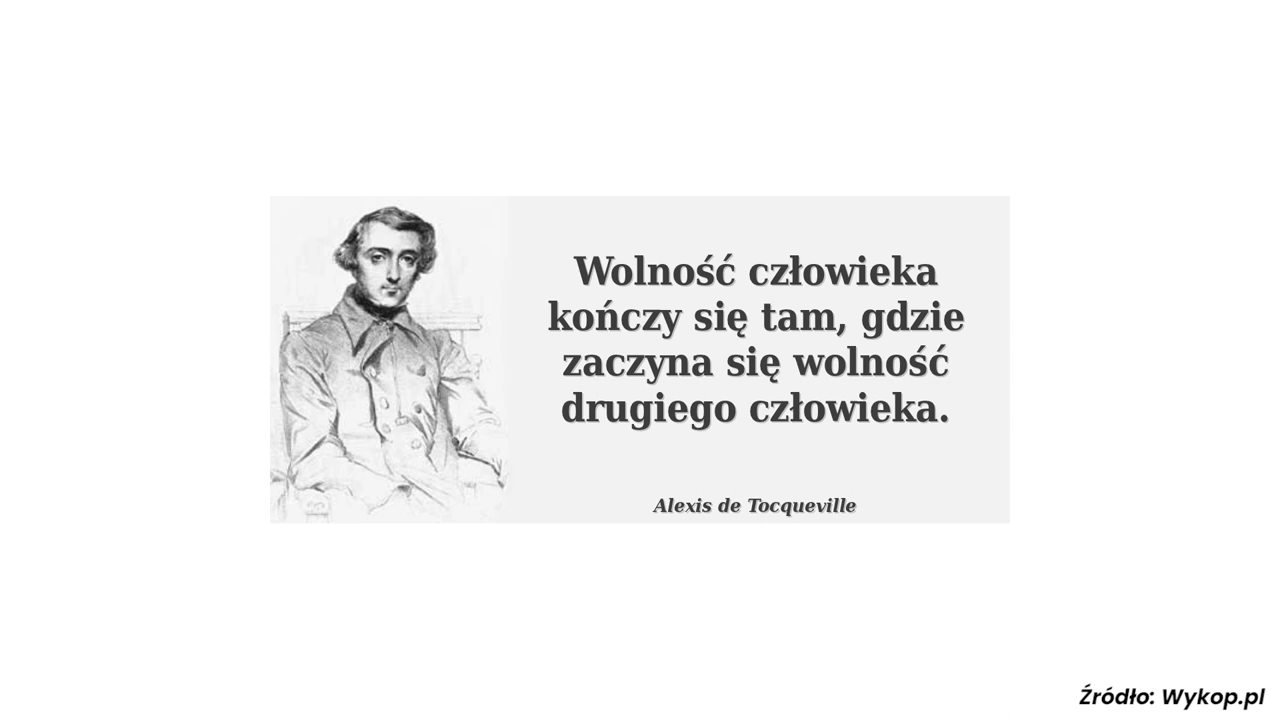 Wolność człowieka
kończy się tam, gdzie
zaczyna się wolność
drugiego człowieka.
Alexis de Tocqueville
Źródło: Wykop.pl